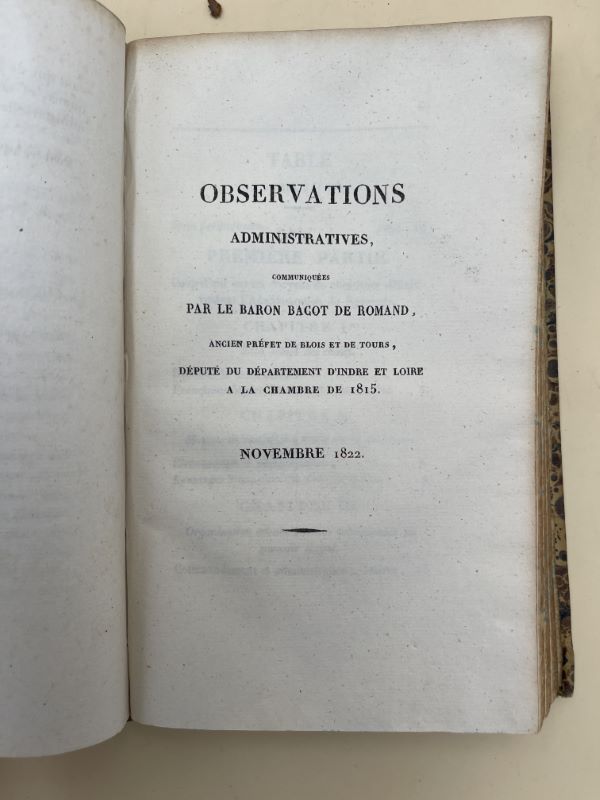 OBSERVATIONS
ADMINISTRATIVES,
COMMUNIQUÉES
PAR LE BARON BACOT DE ROMAND,
ANCIEN PRÉFET DE BLOIS ET DE TOURS,
DÉPUTÉ DU DÉPARTEMENT D'INDRE ET LOIRE
A LA CHAMBRE DE 1815.
NOVEMBRE 1822.